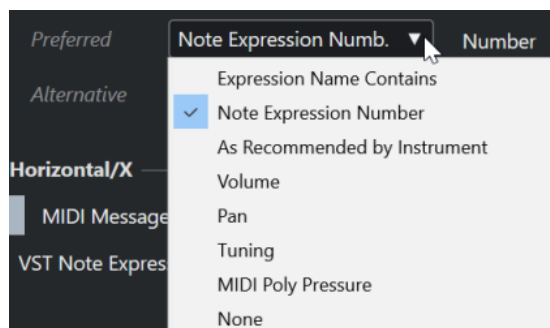 Preferred Note Expression Numb. Number
Expression Name Contains
Alternative
Note Expression Number
As Recommended by Instrument
Horizontal/X
Volume
MIDI Message
Pan
Tuning
VST Note Expres
MIDI Poly Pressure
None